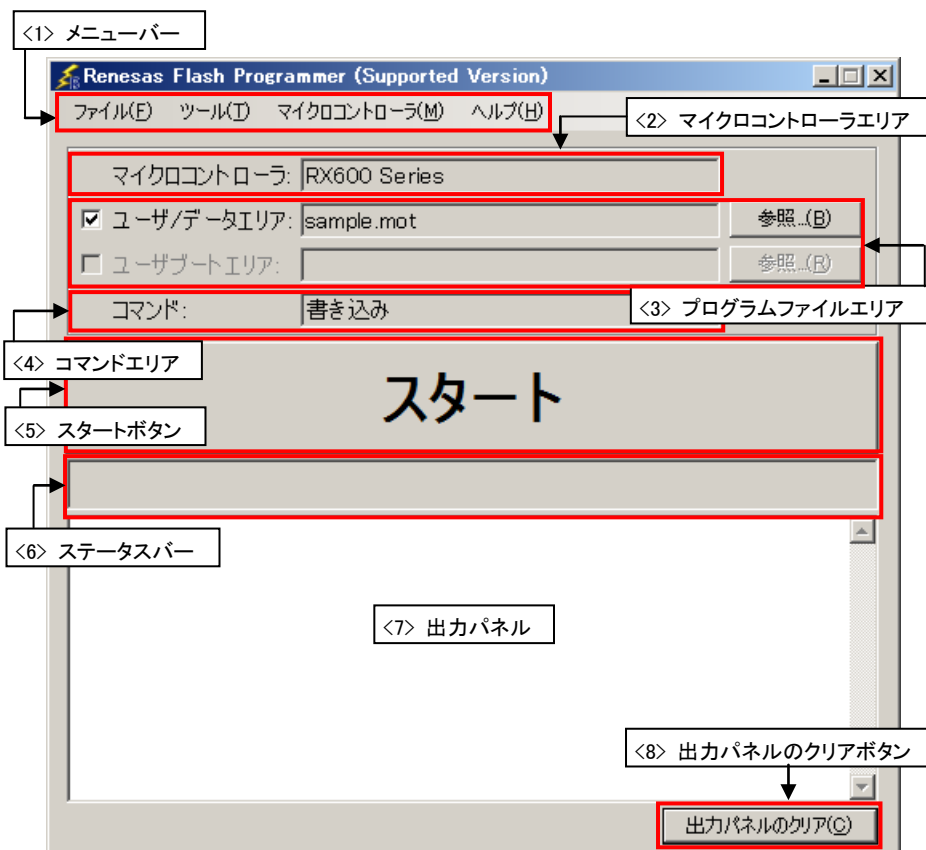 <1> メニューバー
Renesas Flash Programmer (Supported Version)
ファイル(F) ツール(T) マイクロコントローラ(M) ヘルプ(H)
<2> マイクロコントローラエリア
マイクロコントローラ: RX600 Series
ユーザ/データエリア: sample.mot 参照...(B)
ユーザブートエリア: 参照...(R)
<3> プログラムファイルエリア
コマンド: 書き込み
<4> コマンドエリア
スタート
<5> スタートボタン
<6> ステータスバー
<7> 出力パネル
<8> 出力パネルのクリアボタン
出力パネルのクリア(C)